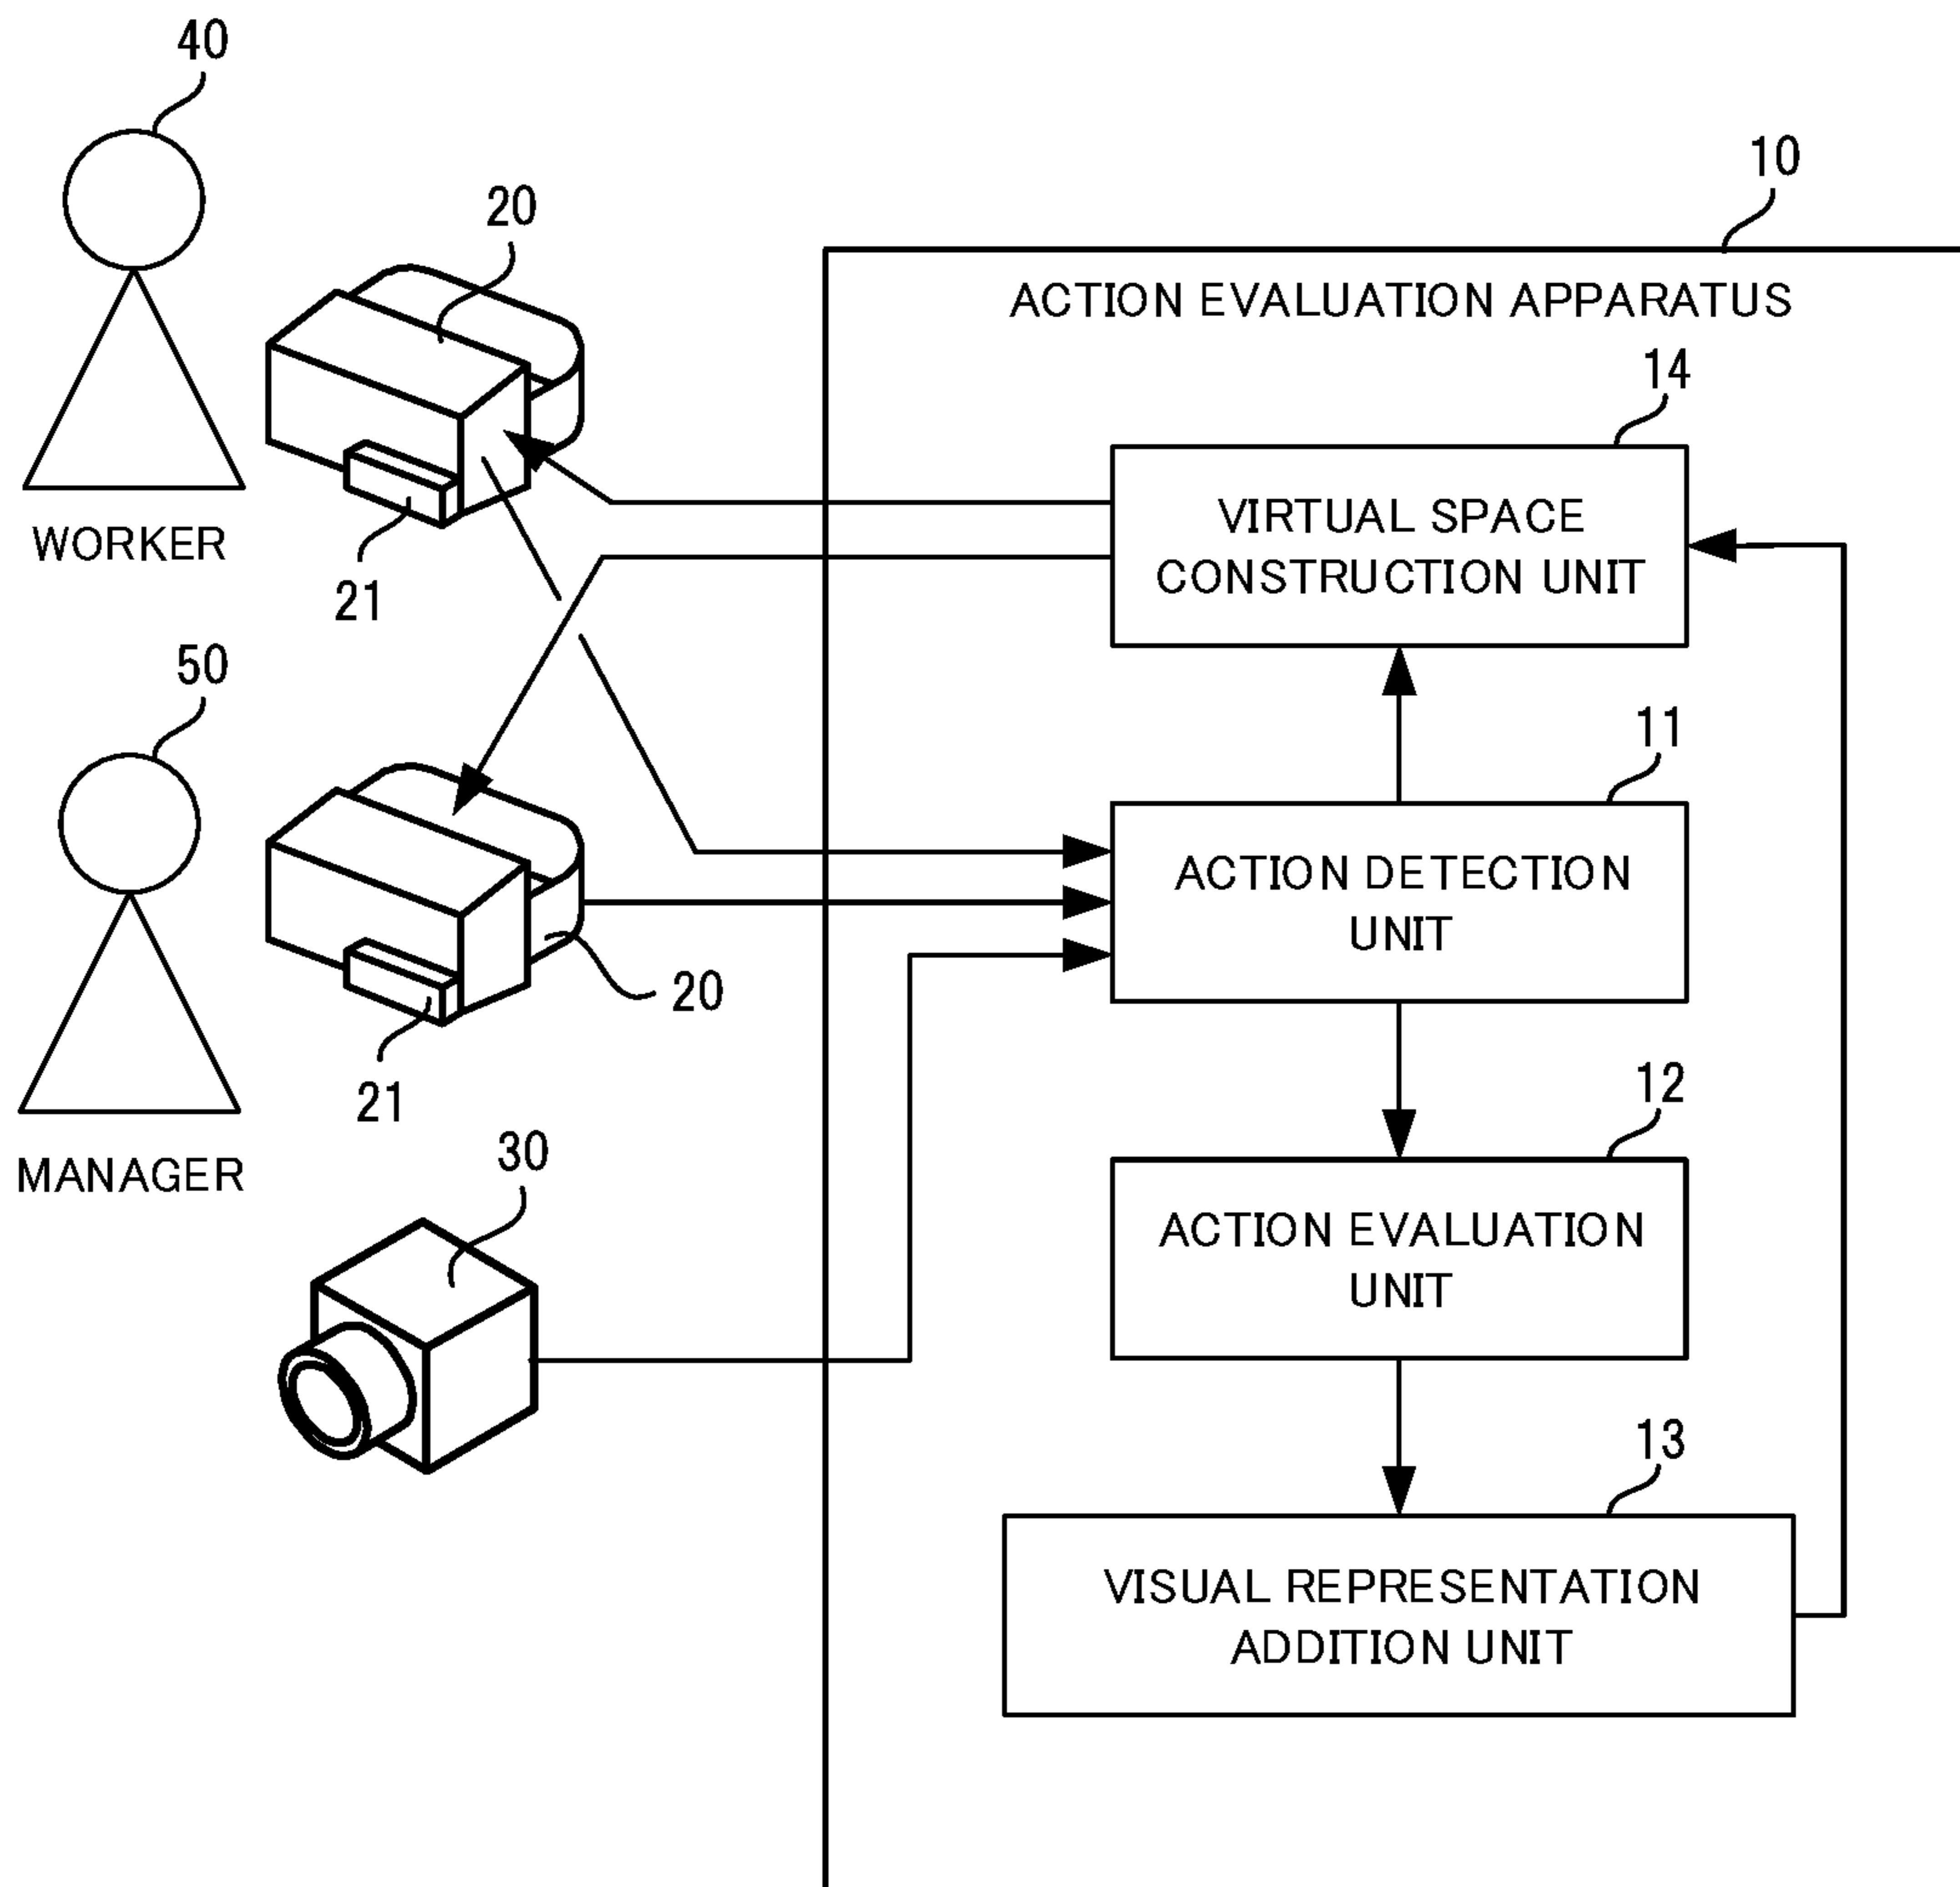 40
20
10
ACTION EVALUATION APPARATUS
14
VIRTUAL SPACE
CONSTRUCTION UNIT
WORKER
21
50
11
ACTION DETECTION
UNIT
20
21
MANAGER
12
30
ACTION EVALUATION
UNIT
13
VISUAL REPRESENTATION
ADDITION UNIT